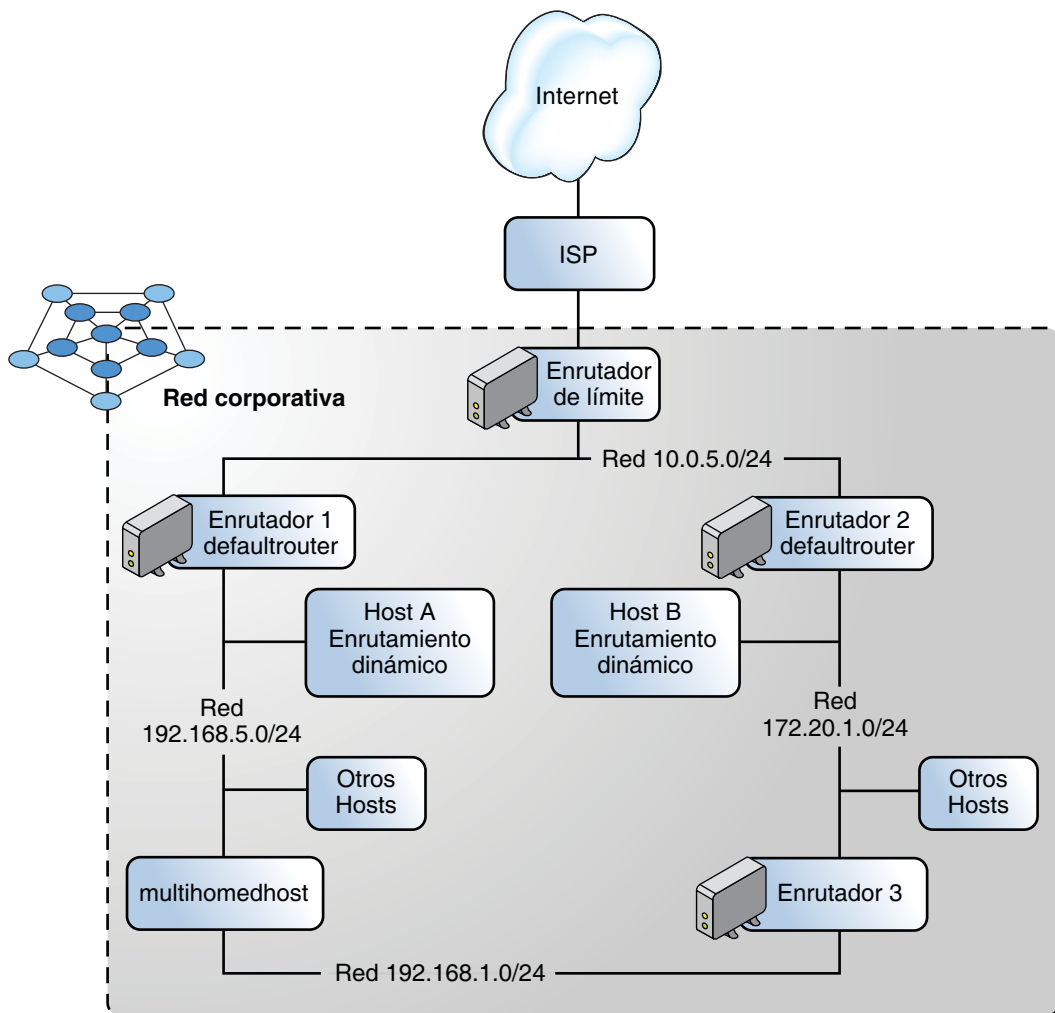 Internet
ISP
Red corporativa
Enrutador
de límite
Red 10.0.5.0/24
Enrutador 1
defaultrouter
Enrutador 2
defaultrouter
Host A
Enrutamiento
dinámico
Host B
Enrutamiento
dinámico
Red
192.168.5.0/24
Red
172.20.1.0/24
Otros
Hosts
Otros
Hosts
multihomedhost
Enrutador 3
Red 192.168.1.0/24